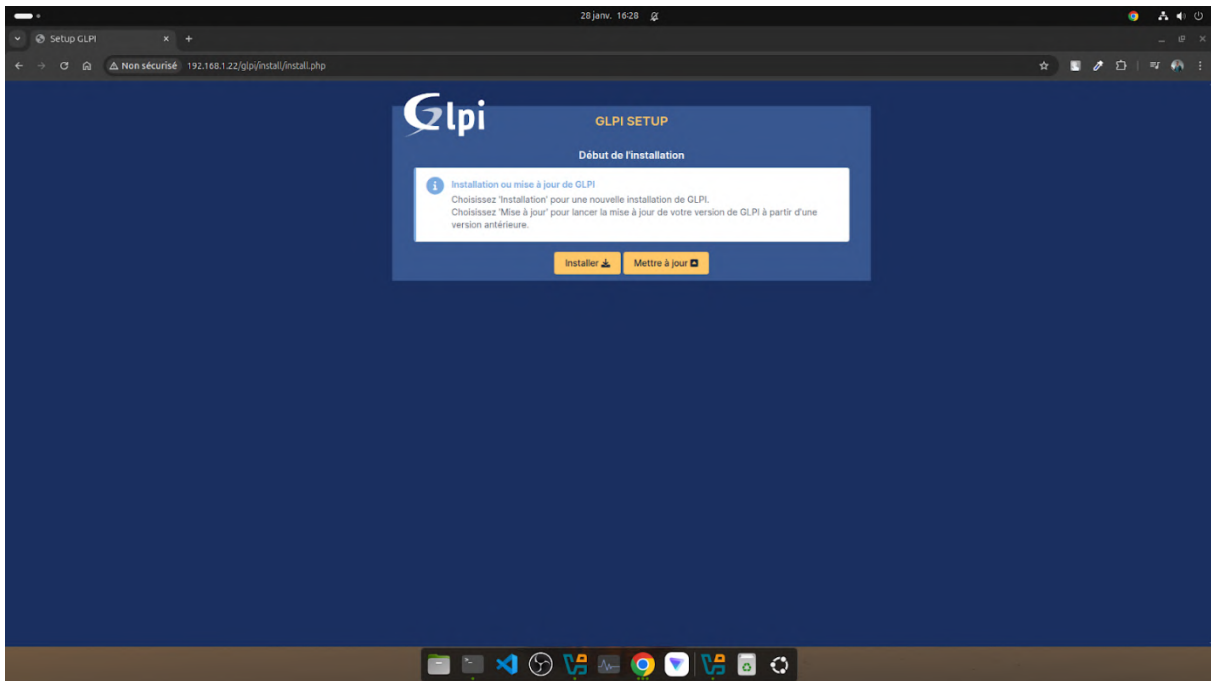 28 janv. 16:28
Setup GLPI
Non sécurisé 192.168.1.22/glpi/install/install.php
Glpi
GLPI SETUP
Début de l'installation
Installation ou mise à jour de GLPI
Choisissez 'Installation' pour une nouvelle installation de GLPI.
Choisissez 'Mise à jour' pour lancer la mise à jour de votre version de GLPI à partir d'une
version antérieure.
Installer Mettre à jour